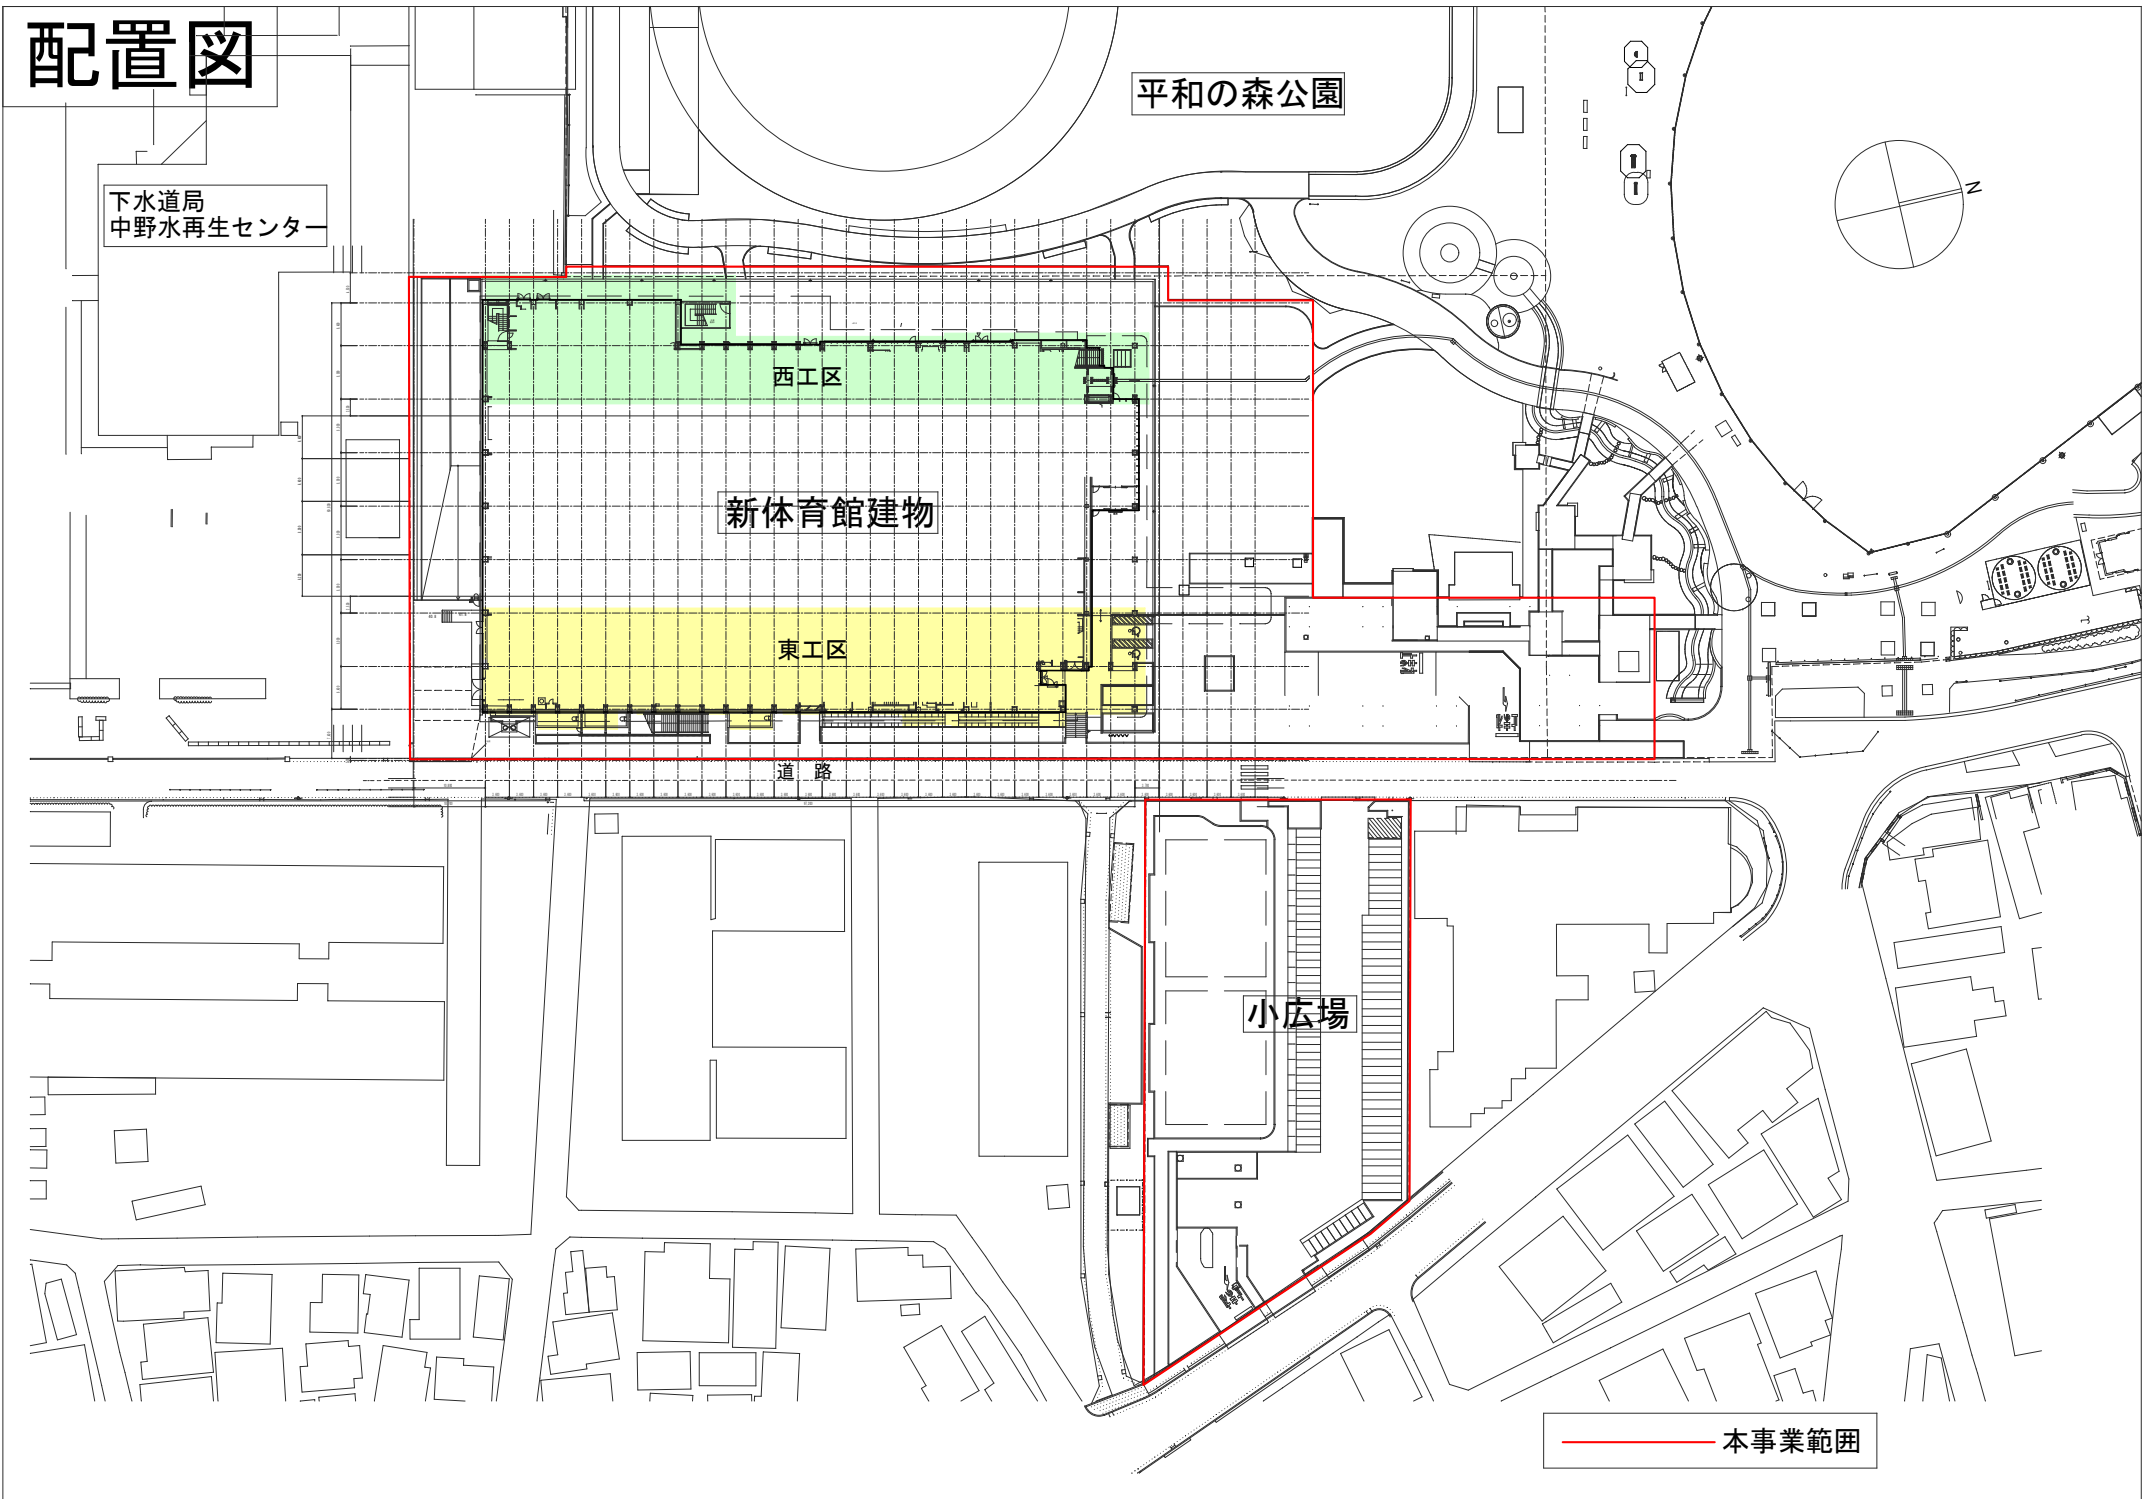 配置図
平和の森公園
下水道局
中野水再生センター
N
西工区
新体育館建物
東工区
道 路
小広場
本事業範囲